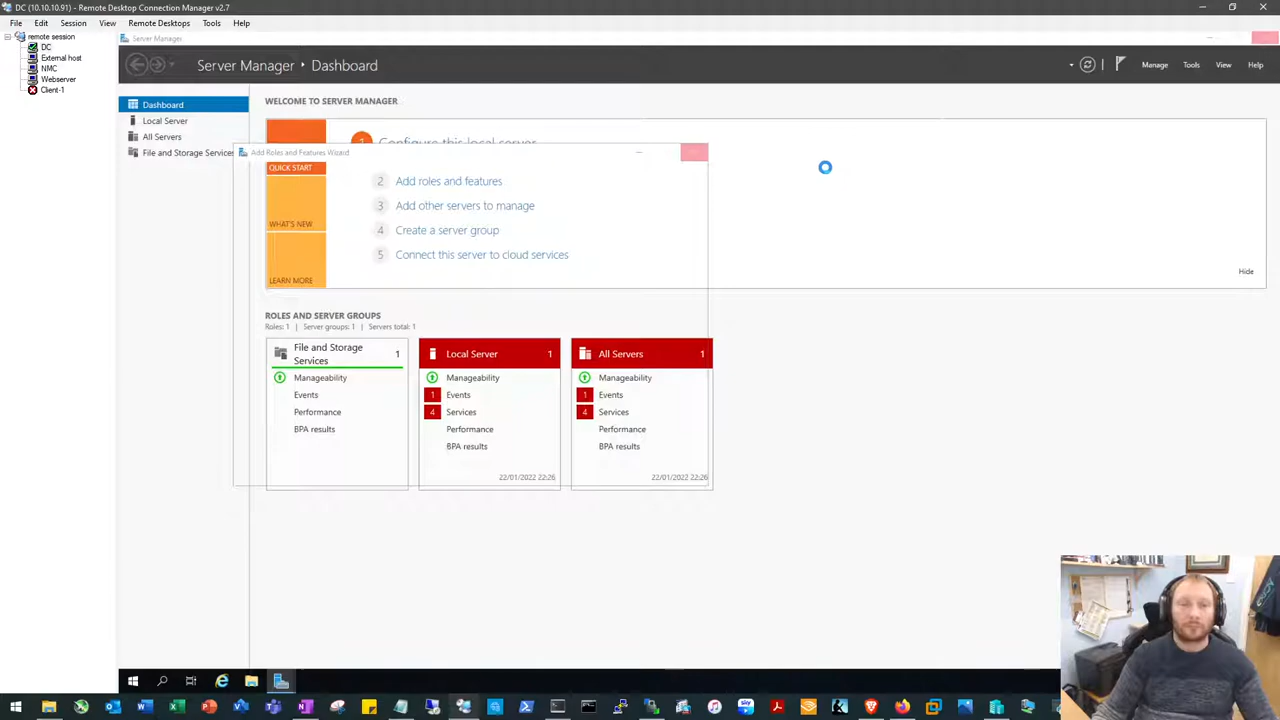 DC (10.10.10.91) - Remote Desktop Connection Manager v2.7
File Edit Session View Remote Desktops Tools Help
remote session
DC
External host
NMC
Webserver
Client-1
Server Manager
Server Manager • Dashboard
Manage Tools View Help
Dashboard
Local Server
All Servers
File and Storage Services
WELCOME TO SERVER MANAGER
1 Configure this local server
Add Roles and Features Wizard
QUICK START
2 Add roles and features
3 Add other servers to manage
WHAT'S NEW
4 Create a server group
5 Connect this server to cloud services
LEARN MORE
Hide
ROLES AND SERVER GROUPS
Roles: 1 | Server groups: 1 | Servers total: 1
File and Storage
Services
1
Manageability
Events
Performance
BPA results
Local Server 1
Manageability
1 Events
4 Services
Performance
BPA results
22/01/2022 22:26
All Servers 1
Manageability
1 Events
4 Services
Performance
BPA results
22/01/2022 22:26